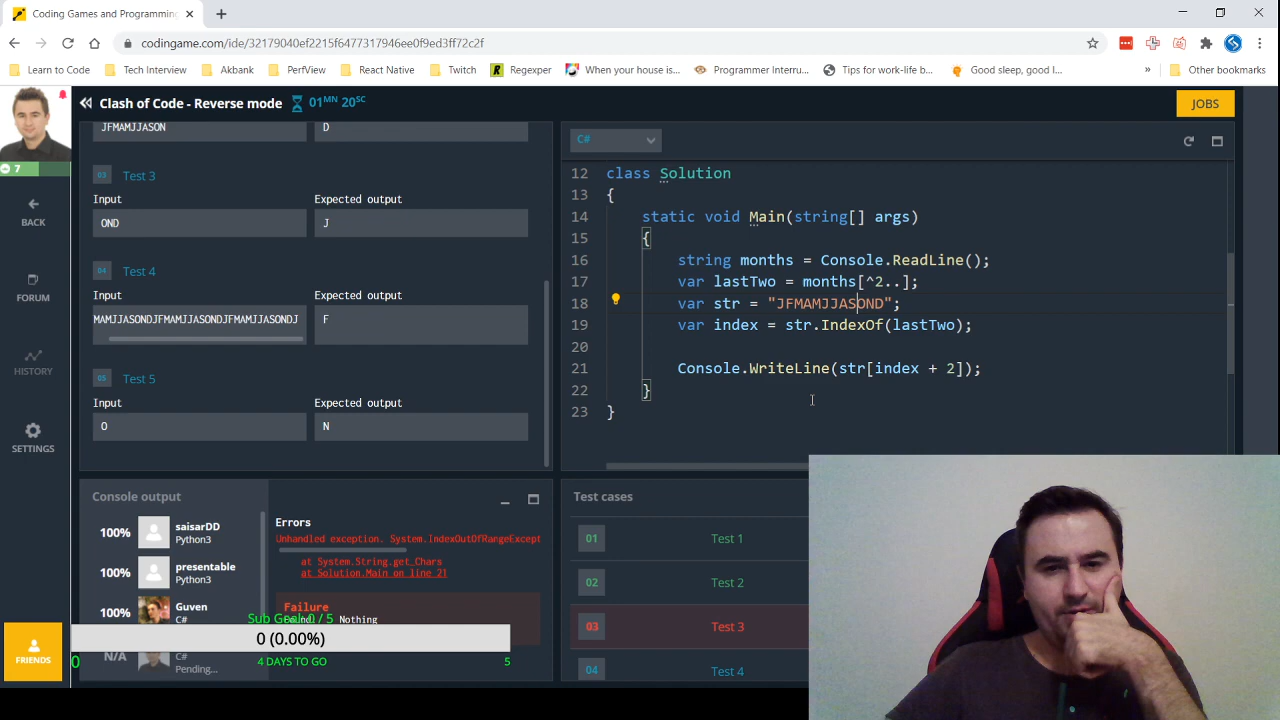 Coding Games and Programming
codingame.com/ide/32179040ef2215f6477317946ee0f9ed3ff72c2f
Learn to Code
Tech Interview
Akbank
PerfView
React Native
Twitch
Regexper
When your house is...
Programmer Interru...
Tips for work-life b...
Good sleep, good l...
Other bookmarks
Clash of Code - Reverse mode
01MN 20SC
JOBS
7
BACK
FORUM
HISTORY
SETTINGS
FRIENDS
JFMAMJJASON
D
03
Test 3
Input
Expected output
OND
J
04
Test 4
Input
Expected output
MAMJJASONDJFMAMJJASONDJFMAMJJASONDJ
F
05
Test 5
Input
Expected output
O
N
C#
12 class Solution
13 {
14 static void Main(string[] args)
15 {
16 string months = Console.ReadLine();
17 var lastTwo = months[^2..];
18 var str = "JFMAMJJASOND";
19 var index = str.IndexOf(lastTwo);
20
21 Console.WriteLine(str[index + 2]);
22 }
23 }
Console output
100%
saisarDD
Python3
100%
presentable
Python3
100%
Guven
C#
N/A
C#
Pending...
Errors
Unhandled exception. System.IndexOutOfRangeExcept
at System.String.get_Chars
at Solution.Main on line 21
Failure
Nothing
Sub Goal: 0 / 5
0 (0.00%)
0
4 DAYS TO GO
5
Test cases
01
Test 1
02
Test 2
03
Test 3
04
Test 4